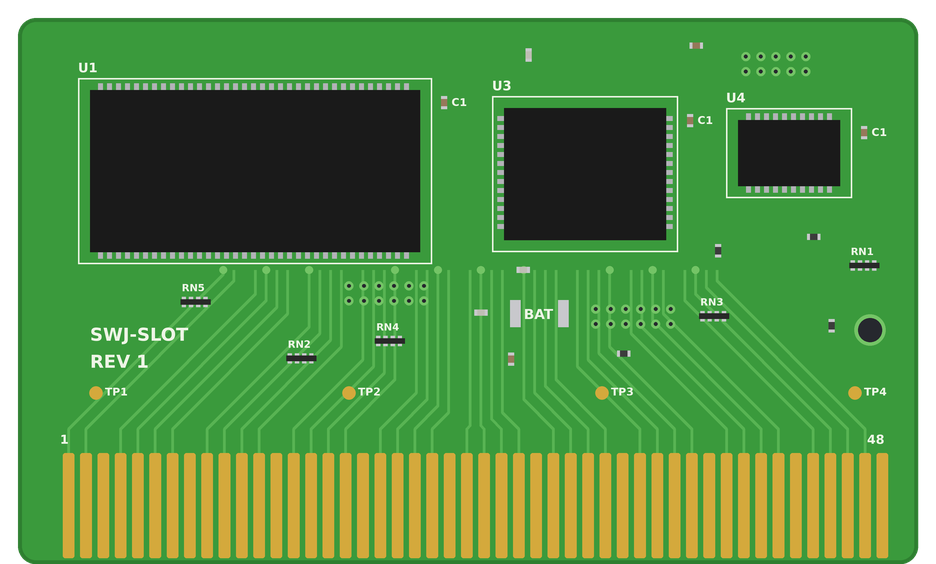 U1
U3
U4
C1
C1
C1
RN1
RN5
RN3
BAT
RN4
SWJ-SLOT
RN2
REV 1
TP1
TP2
TP3
TP4
1
48